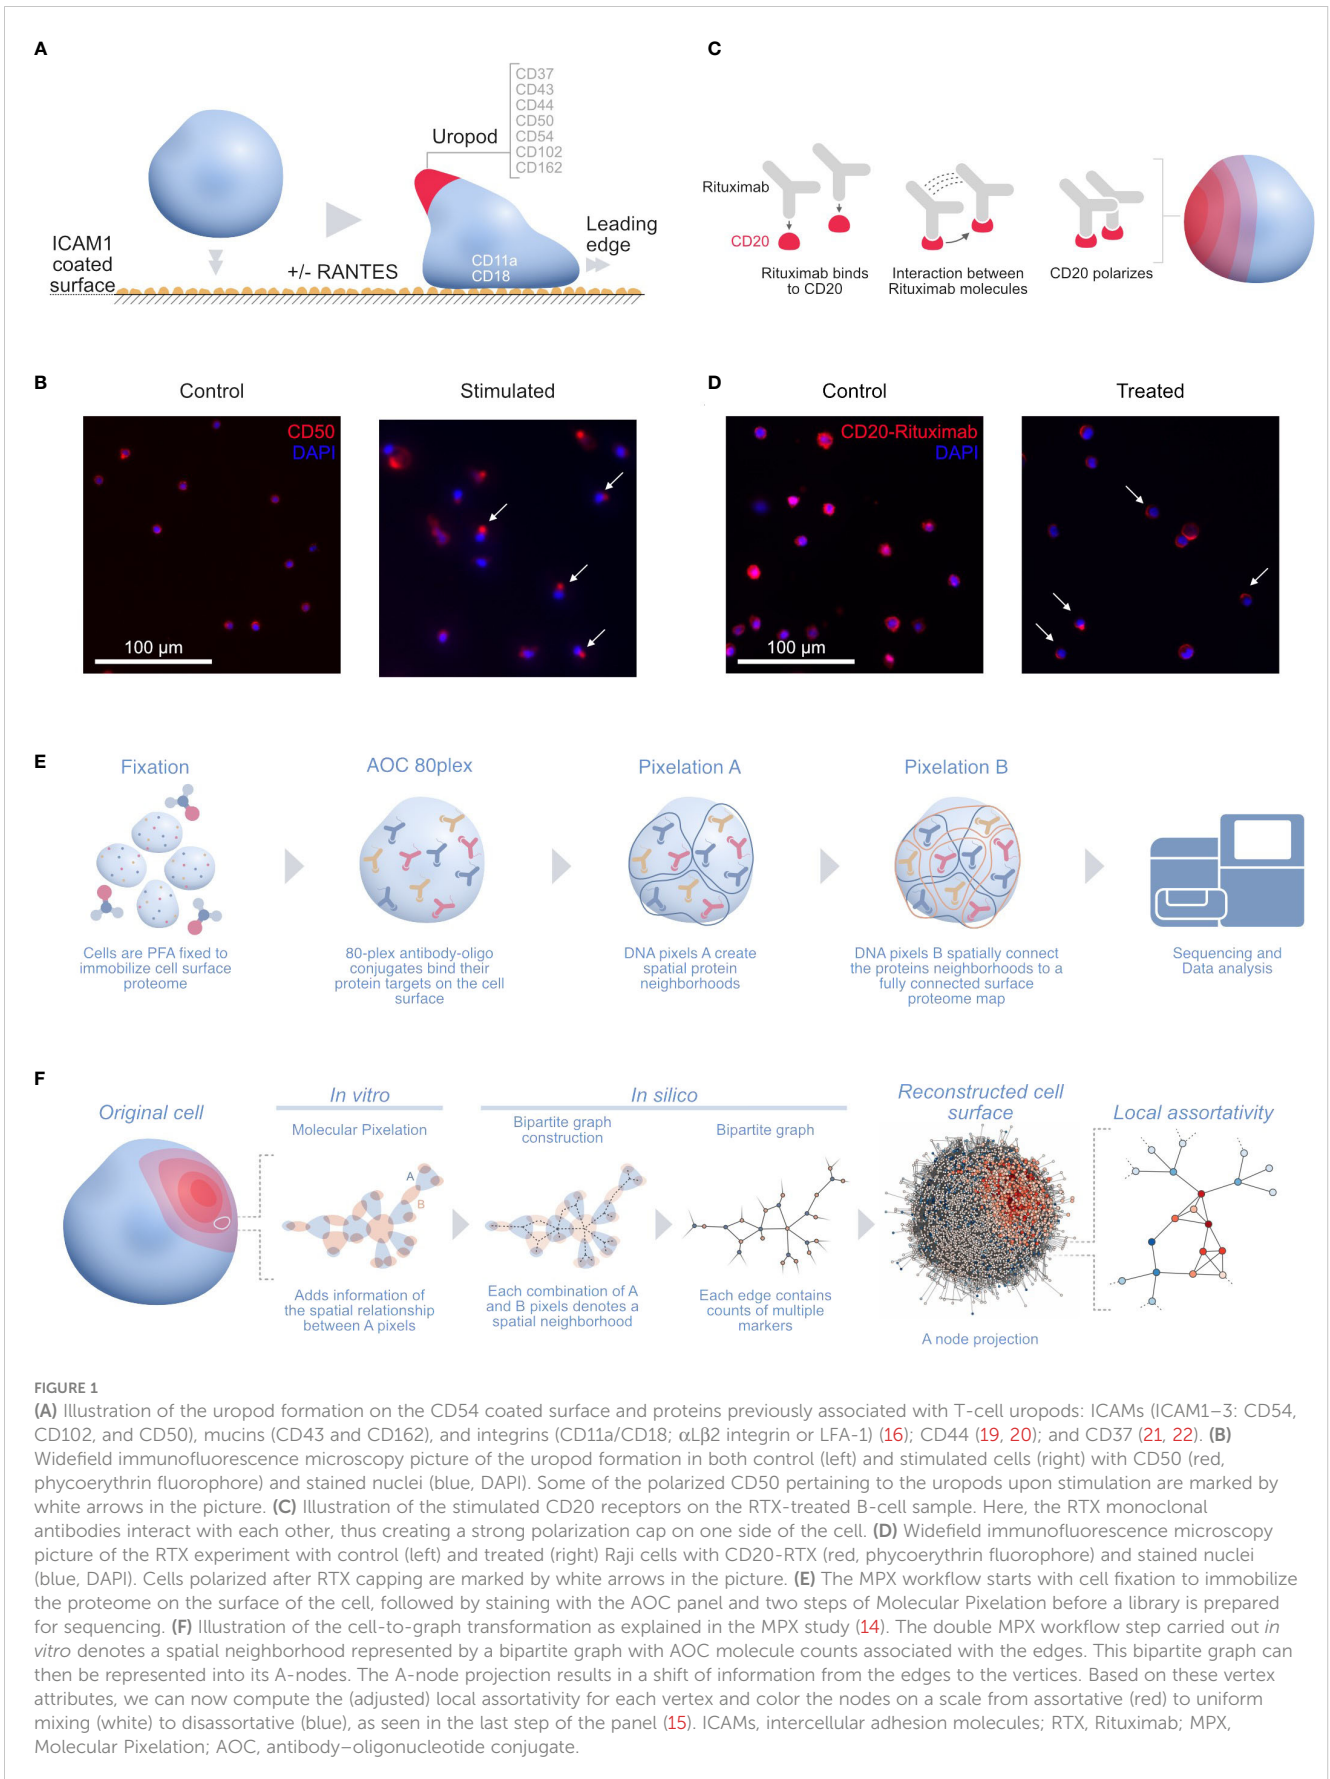 A
CD37
CD43
CD44
CD50
CD54
CD102
CD162
Uropod
ICAM1
coated
surface
+/- RANTES
CD11a
CD18
Leading
edge
C
Rituximab
CD20
Rituximab binds
to CD20
Interaction between
Rituximab molecules
CD20 polarizes
B
Control
Stimulated
CD50
DAPI
100 µm
D
Control
Treated
CD20-Rituximab
DAPI
100 µm
E
Fixation
AOC 80plex
Pixelation A
Pixelation B
Cells are PFA fixed to
immobilize cell surface
proteome
80-plex antibody-oligo
conjugates bind their
protein targets on the cell
surface
DNA pixels A create
spatial protein
neighborhoods
DNA pixels B spatially connect
the proteins neighborhoods to a
fully connected surface
proteome map
Sequencing and
Data analysis
F
Original cell
In vitro
Molecular Pixelation
A
B
Adds information of
the spatial relationship
between A pixels
In silico
Bipartite graph
construction
Each combination of A
and B pixels denotes a
spatial neighborhood
Bipartite graph
Each edge contains
counts of multiple
markers
Reconstructed cell
surface
A node projection
Local assortativity
FIGURE 1
(A) Illustration of the uropod formation on the CD54 coated surface and proteins previously associated with T-cell uropods: ICAMs (ICAM1–3: CD54,
CD102, and CD50), mucins (CD43 and CD162), and integrins (CD11a/CD18; αLβ2 integrin or LFA-1) (16); CD44 (19, 20); and CD37 (21, 22). (B)
Widefield immunofluorescence microscopy picture of the uropod formation in both control (left) and stimulated cells (right) with CD50 (red,
phycoerythrin fluorophore) and stained nuclei (blue, DAPI). Some of the polarized CD50 pertaining to the uropods upon stimulation are marked by
white arrows in the picture. (C) Illustration of the stimulated CD20 receptors on the RTX-treated B-cell sample. Here, the RTX monoclonal
antibodies interact with each other, thus creating a strong polarization cap on one side of the cell. (D) Widefield immunofluorescence microscopy
picture of the RTX experiment with control (left) and treated (right) Raji cells with CD20-RTX (red, phycoerythrin fluorophore) and stained nuclei
(blue, DAPI). Cells polarized after RTX capping are marked by white arrows in the picture. (E) The MPX workflow starts with cell fixation to immobilize
the proteome on the surface of the cell, followed by staining with the AOC panel and two steps of Molecular Pixelation before a library is prepared
for sequencing. (F) Illustration of the cell-to-graph transformation as explained in the MPX study (14). The double MPX workflow step carried out in
vitro denotes a spatial neighborhood represented by a bipartite graph with AOC molecule counts associated with the edges. This bipartite graph can
then be represented into its A-nodes. The A-node projection results in a shift of information from the edges to the vertices. Based on these vertex
attributes, we can now compute the (adjusted) local assortativity for each vertex and color the nodes on a scale from assortative (red) to uniform
mixing (white) to disassortative (blue), as seen in the last step of the panel (15). ICAMs, intercellular adhesion molecules; RTX, Rituximab; MPX,
Molecular Pixelation; AOC, antibody–oligonucleotide conjugate.